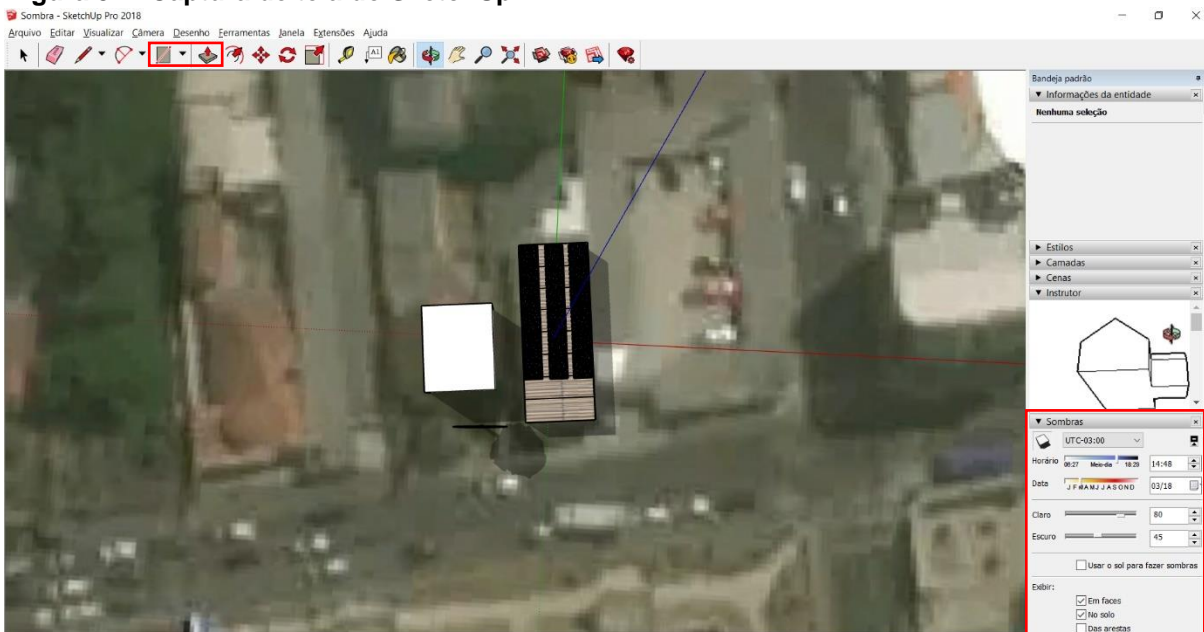 Sombra - SketchUp Pro 2018
Arquivo Editar Visualizar Câmera Desenho Ferramentas Janela Extensões Ajuda
A1
Bandeja padrão
▼ Informações da entidade
Nenhuma seleção
► Estilos
► Camadas
► Cenas
▼ Instrutor
▼ Sombras
UTC-03:00
Horário 06:27 Meio-dia 18:29 14:48
Data J F M A M J J A S O N D 03/18
Claro 80
Escuro 45
Usar o sol para fazer sombras
Exibir:
Em faces
No solo
Das arestas